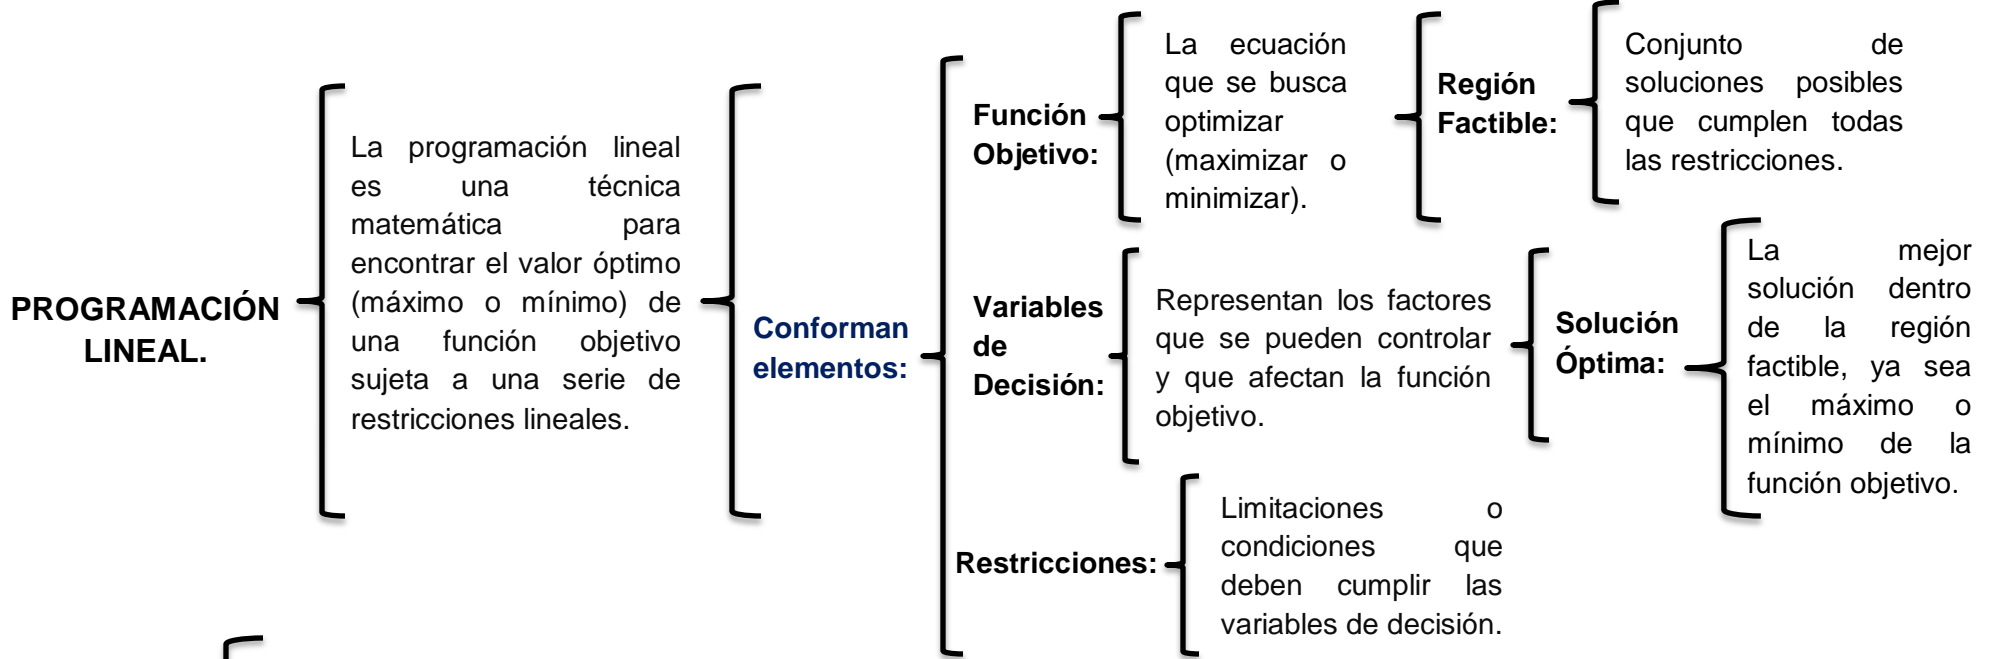 PROGRAMACIÓN
LINEAL.
La programación lineal
es una técnica
matemática para
encontrar el valor óptimo
(máximo o mínimo) de
una función objetivo
sujeta a una serie de
restricciones lineales.
Conforman
elementos:
Función
Objetivo:
La ecuación
que se busca
optimizar
(maximizar o
minimizar).
Región
Factible:
Conjunto de
soluciones posibles
que cumplen todas
las restricciones.
Variables
de
Decisión:
Representan los factores
que se pueden controlar
y que afectan la función
objetivo.
Solución
Óptima:
La mejor
solución dentro
de la región
factible, ya sea
el máximo o
mínimo de la
función objetivo.
Restricciones:
Limitaciones o
condiciones que
deben cumplir las
variables de decisión.